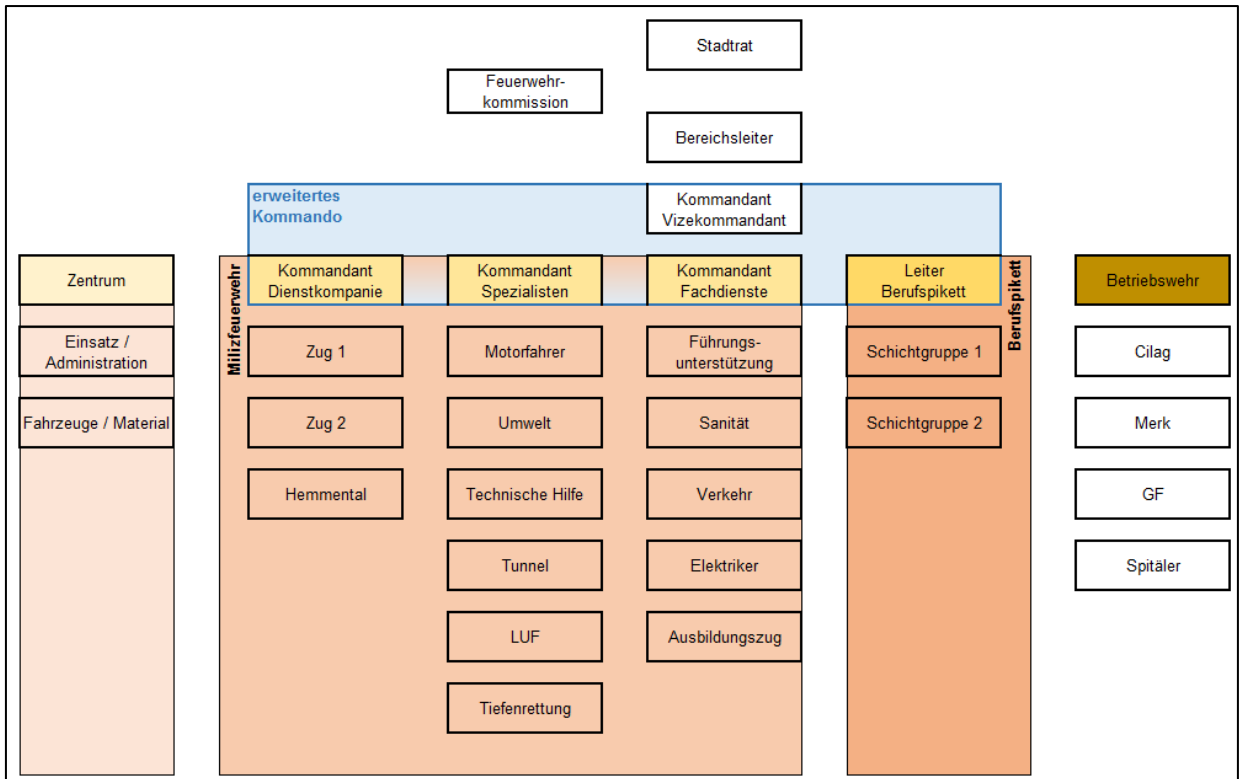 Stadtrat
Feuerwehr-
kommission
Bereichsleiter
erweitertes
Kommando
Kommandant
Vizekommandant
Zentrum
Milizfeuerwehr
Kommandant
Dienstkompanie
Kommandant
Spezialisten
Kommandant
Fachdienste
Leiter
Berufspikett
Berufspikett
Betriebswehr
Einsatz /
Administration
Zug 1
Motorfahrer
Führungs-
unterstützung
Schichtgruppe 1
Cilag
Fahrzeuge / Material
Zug 2
Umwelt
Sanität
Schichtgruppe 2
Merk
Hemmental
Technische Hilfe
Verkehr
GF
Tunnel
Elektriker
Spitäler
LUF
Ausbildungszug
Tiefenrettung